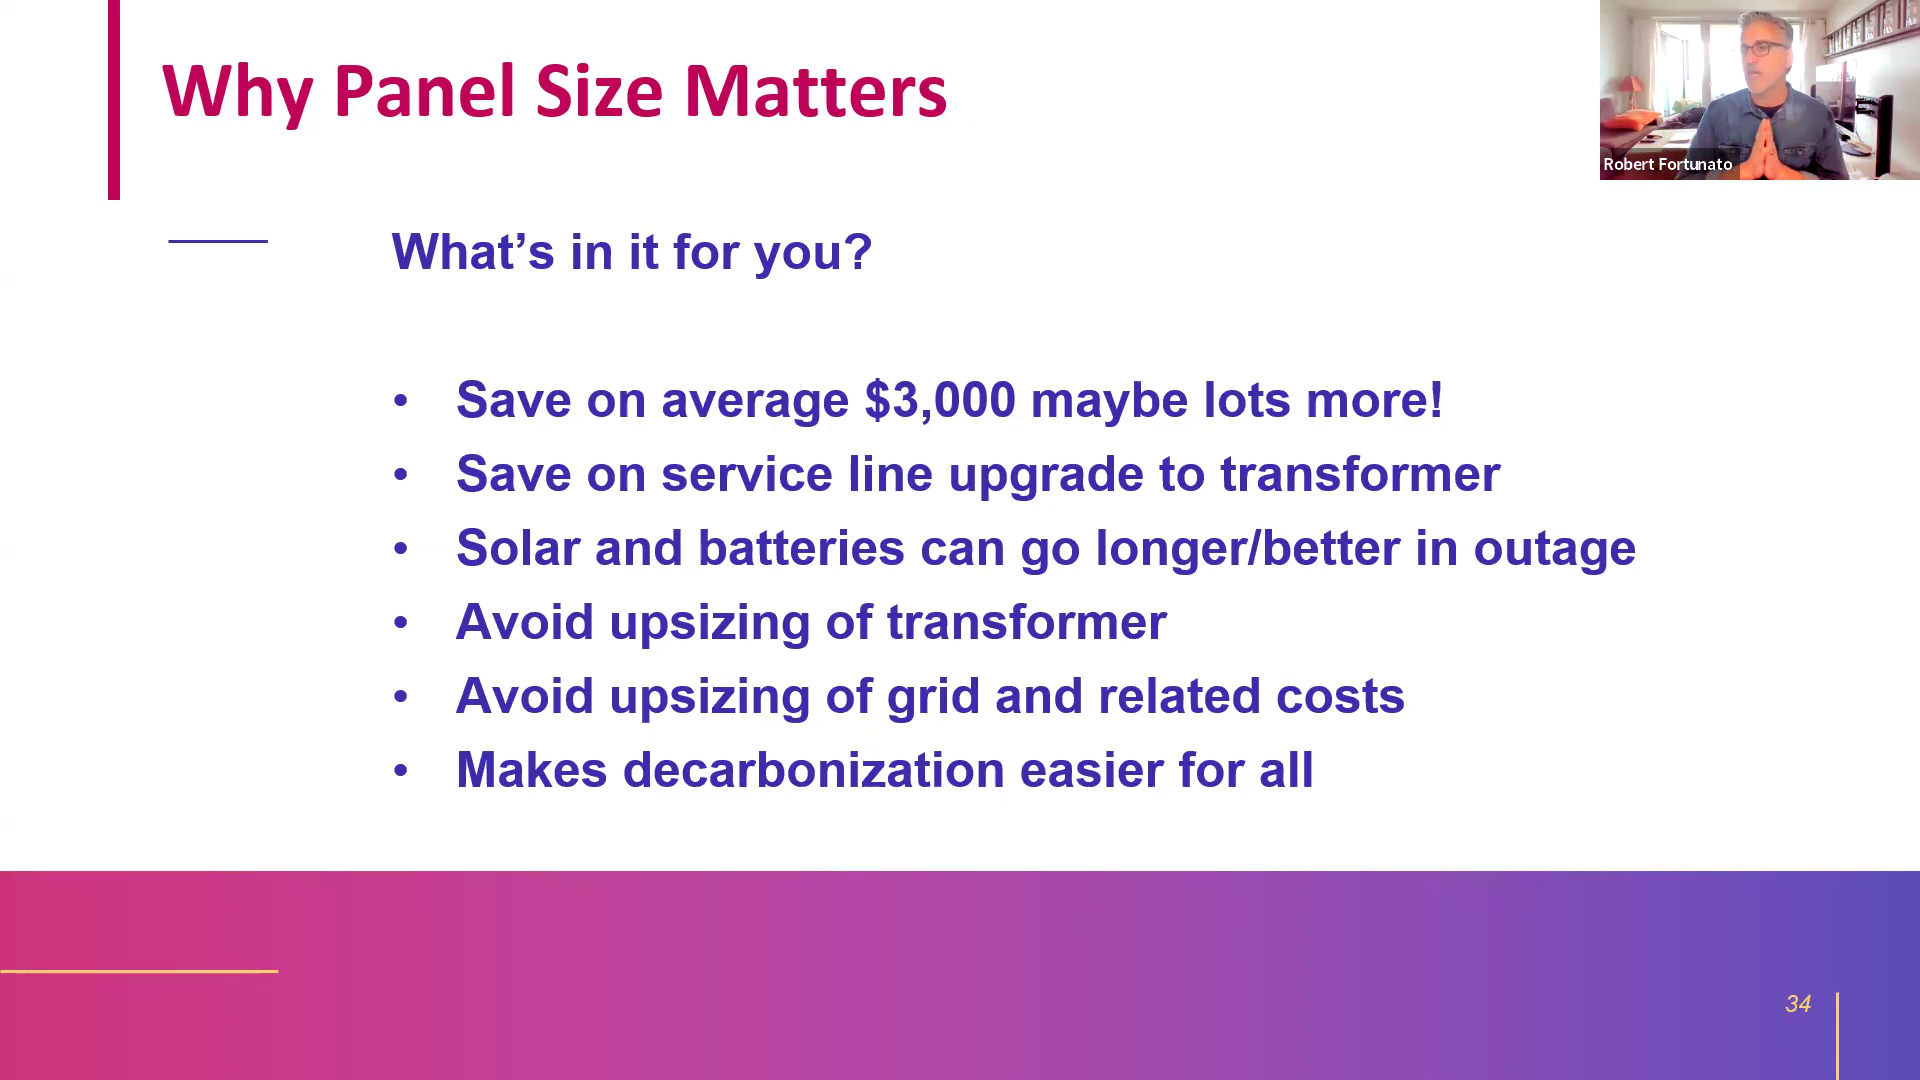 Why Panel Size Matters
Robert Fortunato
What’s in it for you?
• Save on average $3,000 maybe lots more!
• Save on service line upgrade to transformer
• Solar and batteries can go longer/better in outage
• Avoid upsizing of transformer
• Avoid upsizing of grid and related costs
• Makes decarbonization easier for all
34